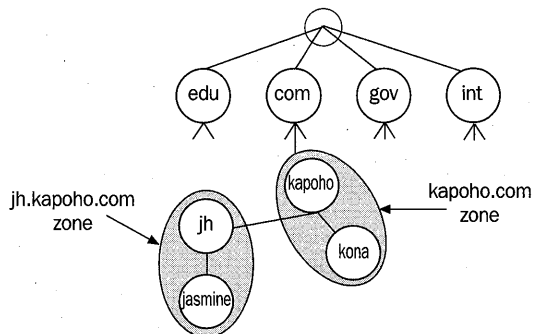 edu com gov int
kapoho
jh.kapoho.com
zone
kapoho.com
zone
jh
kona
jasmine